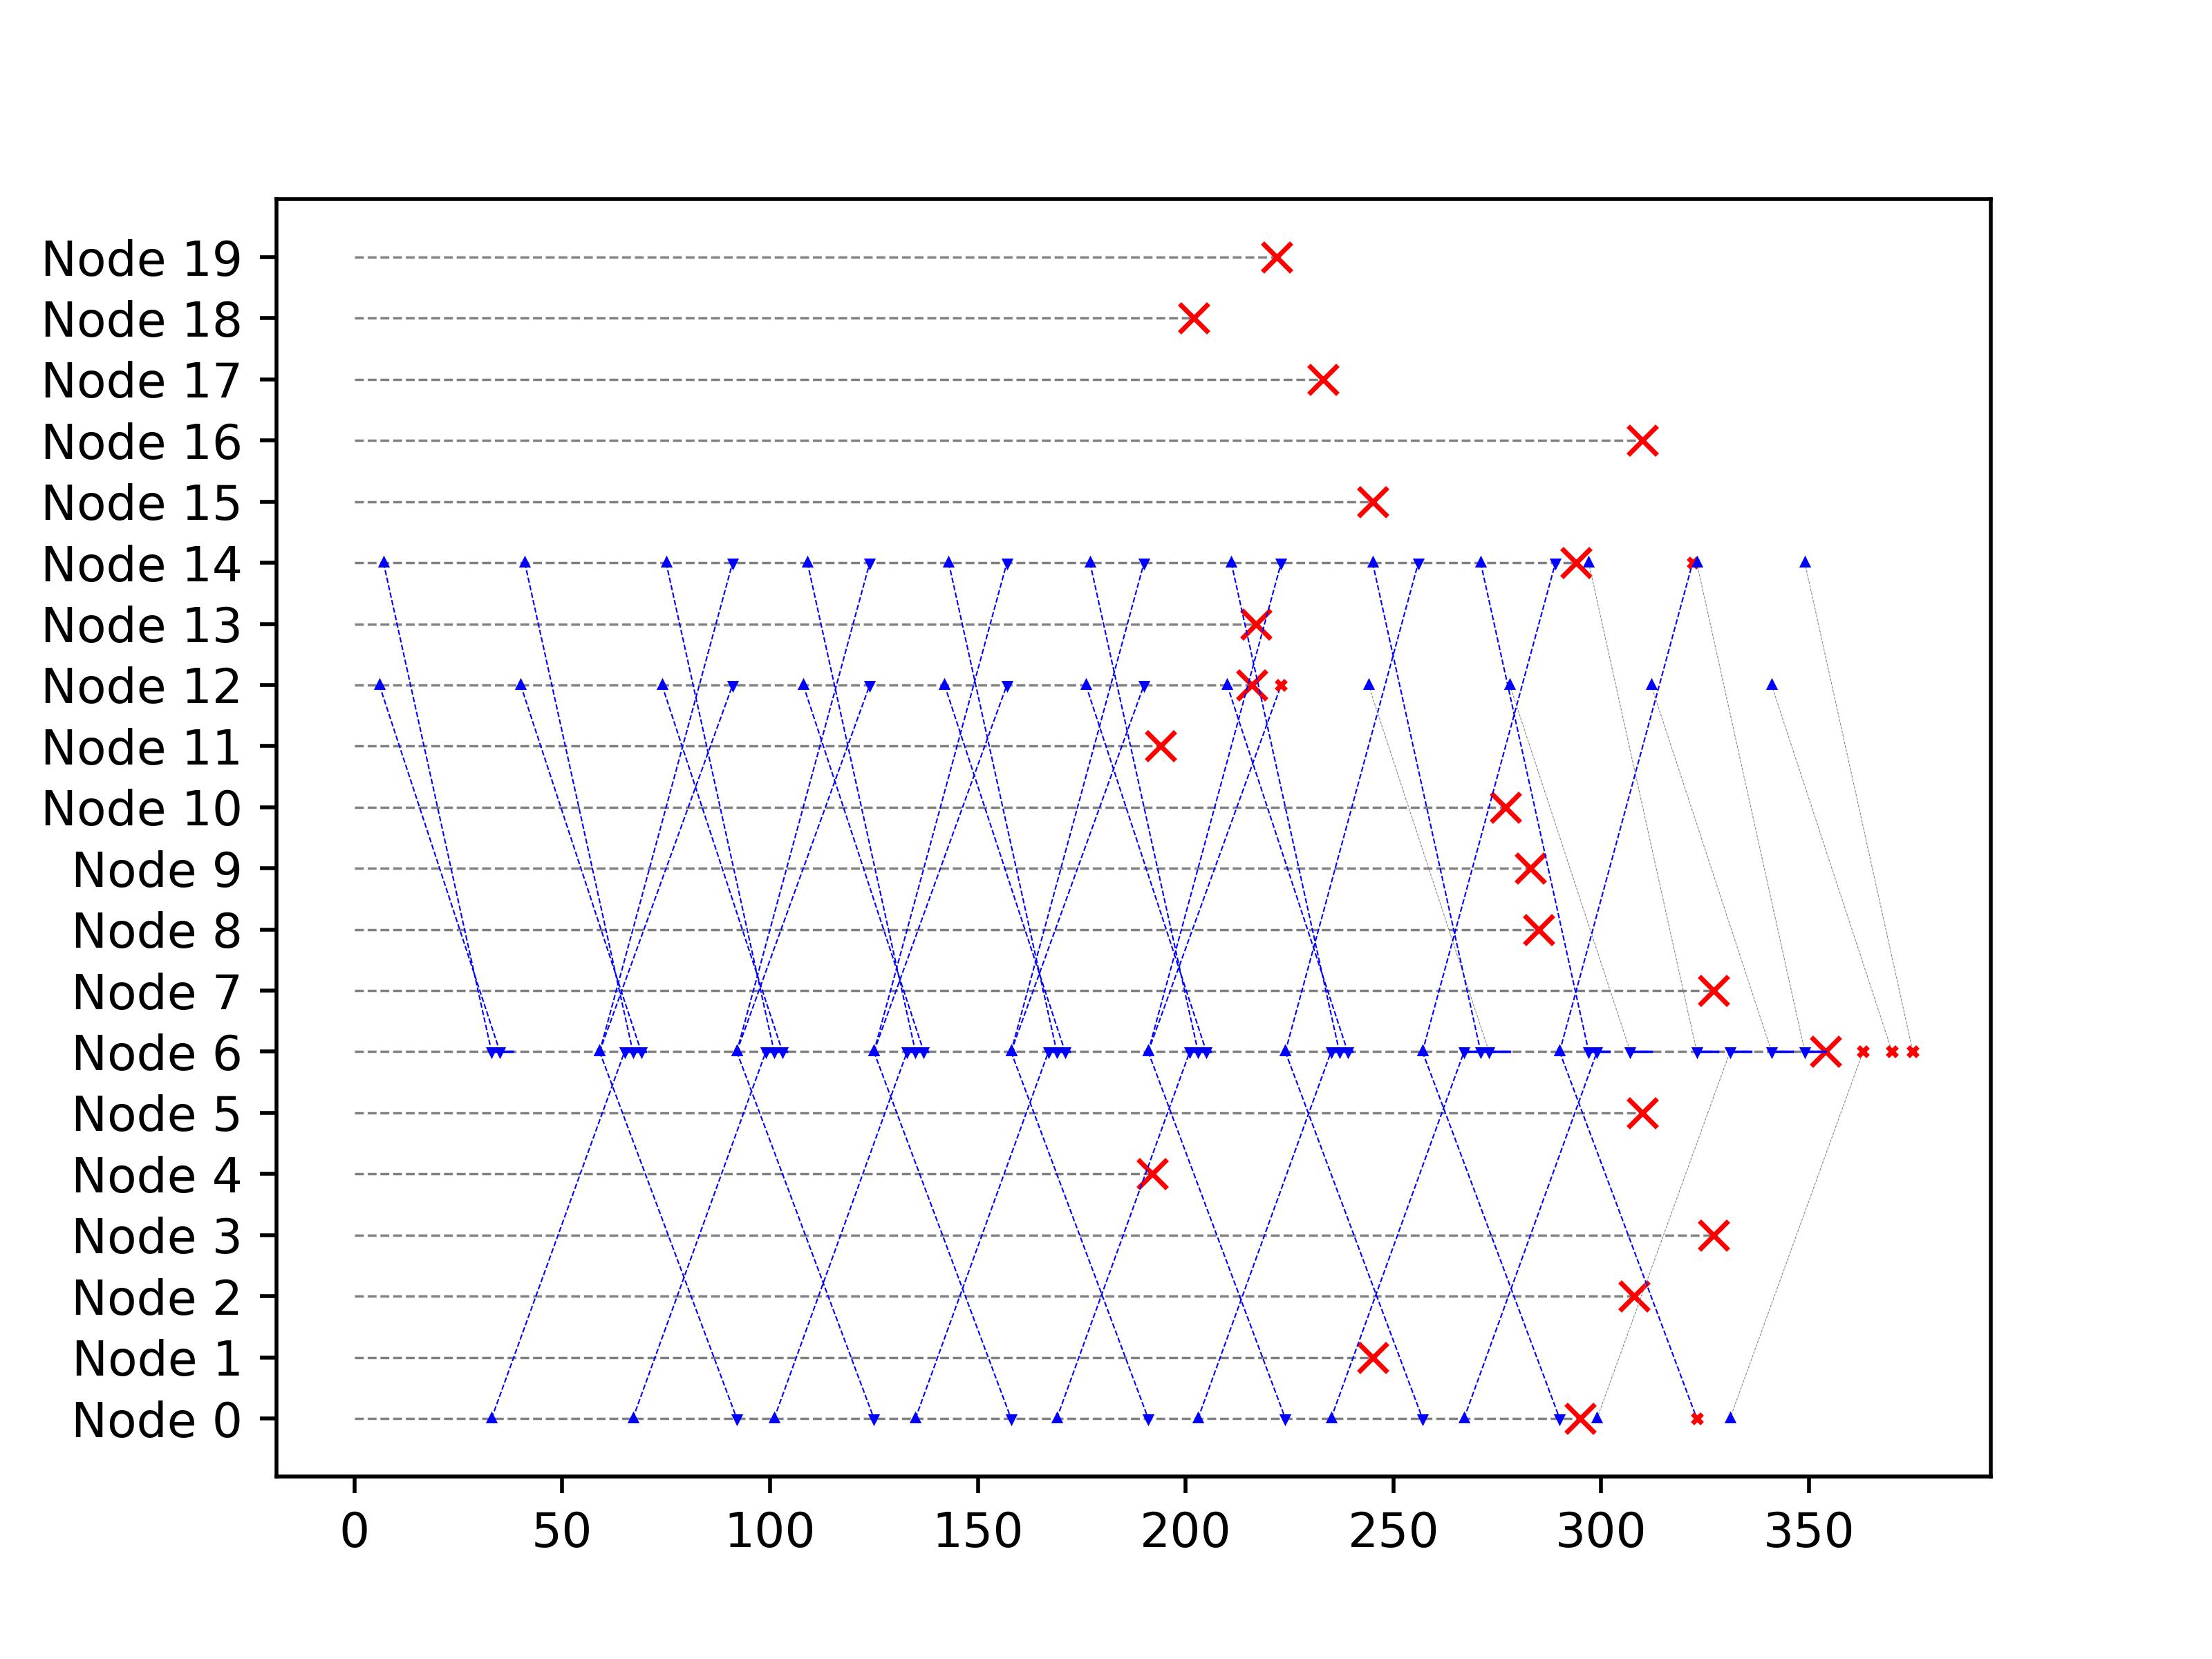 Node 19
Node 18
Node 17
Node 16
Node 15
Node 14
Node 13
Node 12
Node 11
Node 10
Node 9
Node 8
Node 7
Node 6
Node 5
Node 4
Node 3
Node 2
Node 1
Node 0
0 50 100 150 200 250 300 350